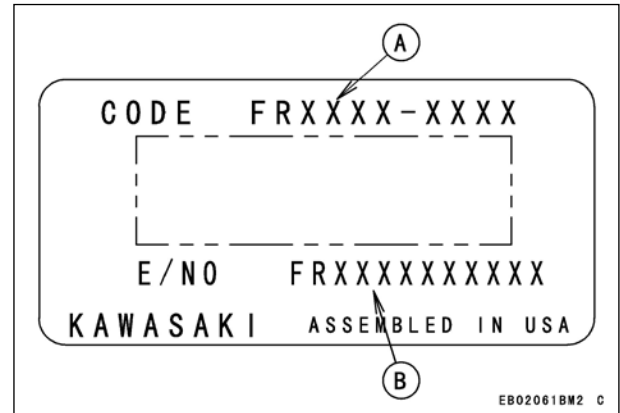 A
CODE FRXXXX-XXXX
E/NO FRXXXXXXXXXX
KAWASAKI ASSEMBLED IN USA
B
EB02061BM2 C